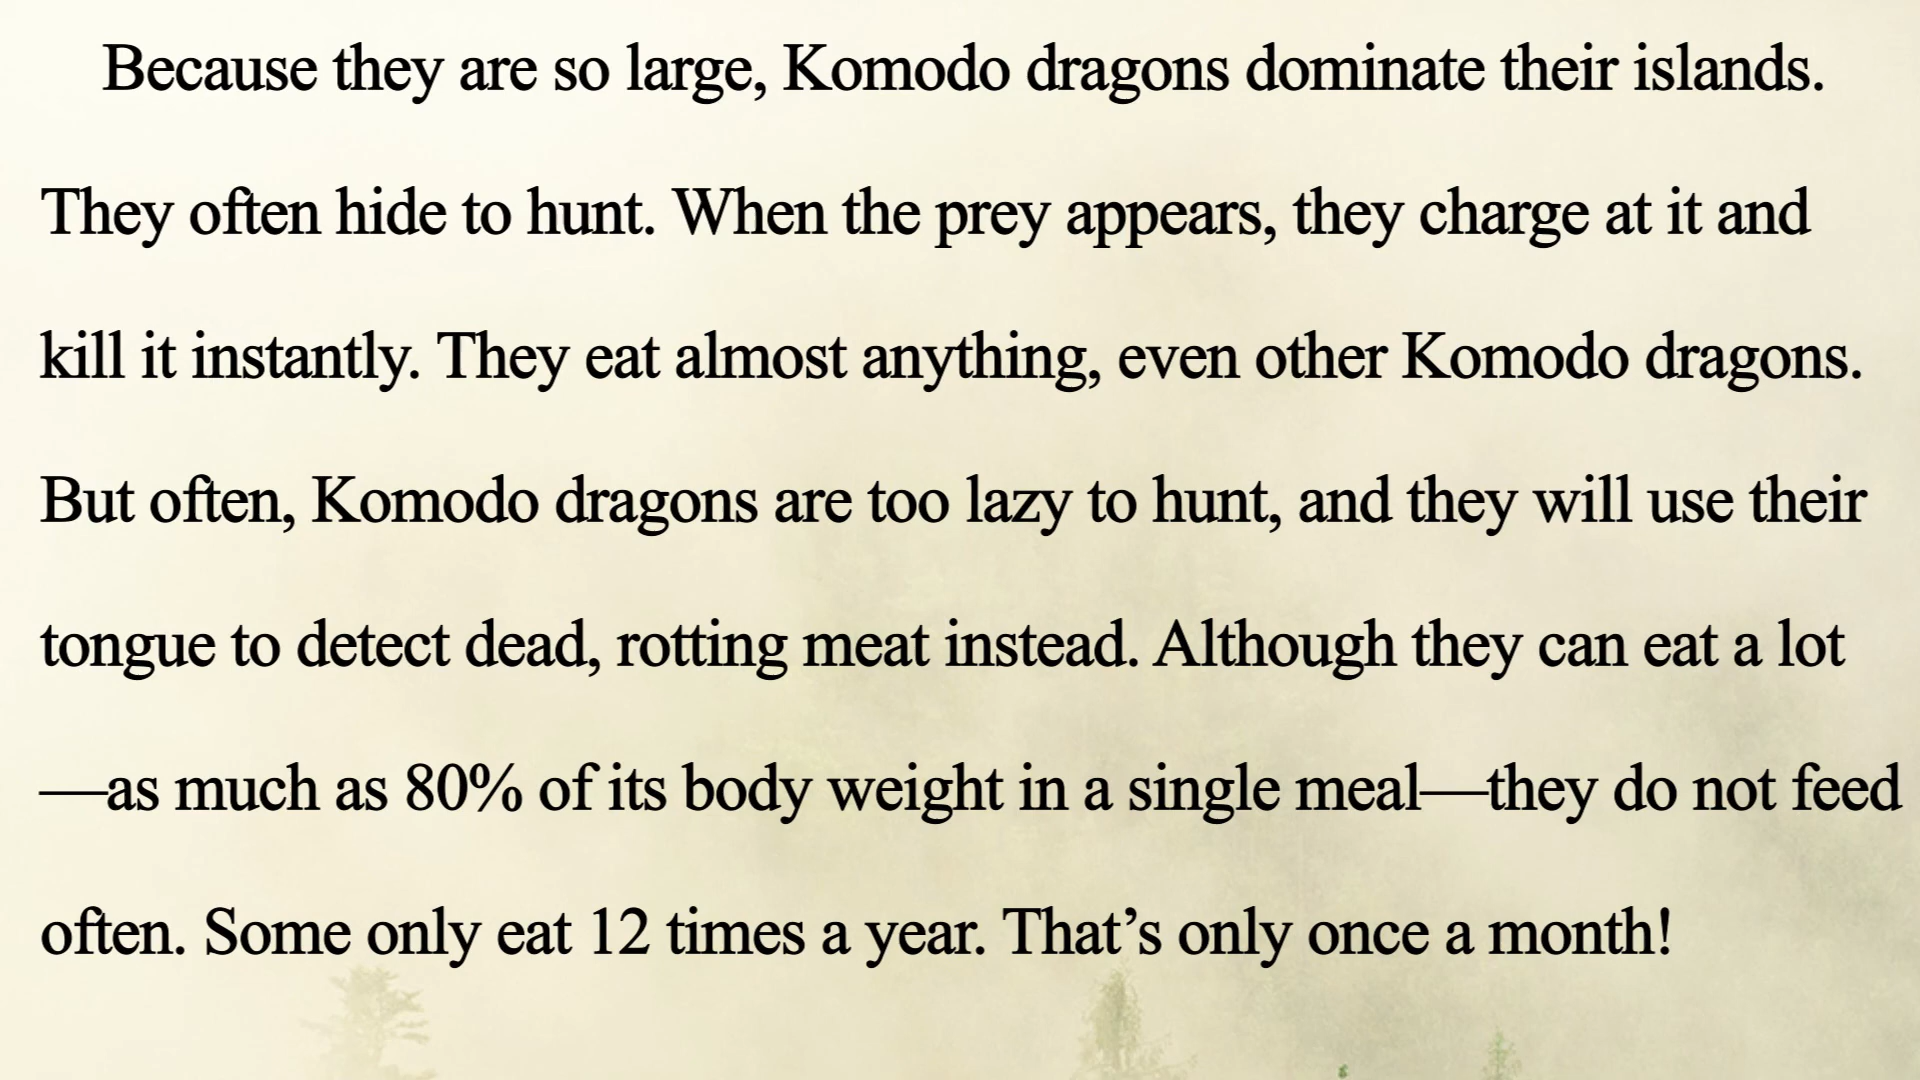 Because they are so large, Komodo dragons dominate their islands.
They often hide to hunt. When the prey appears, they charge at it and
kill it instantly. They eat almost anything, even other Komodo dragons.
But often, Komodo dragons are too lazy to hunt, and they will use their
tongue to detect dead, rotting meat instead. Although they can eat a lot
—as much as 80% of its body weight in a single meal—they do not feed
often. Some only eat 12 times a year. That’s only once a month!